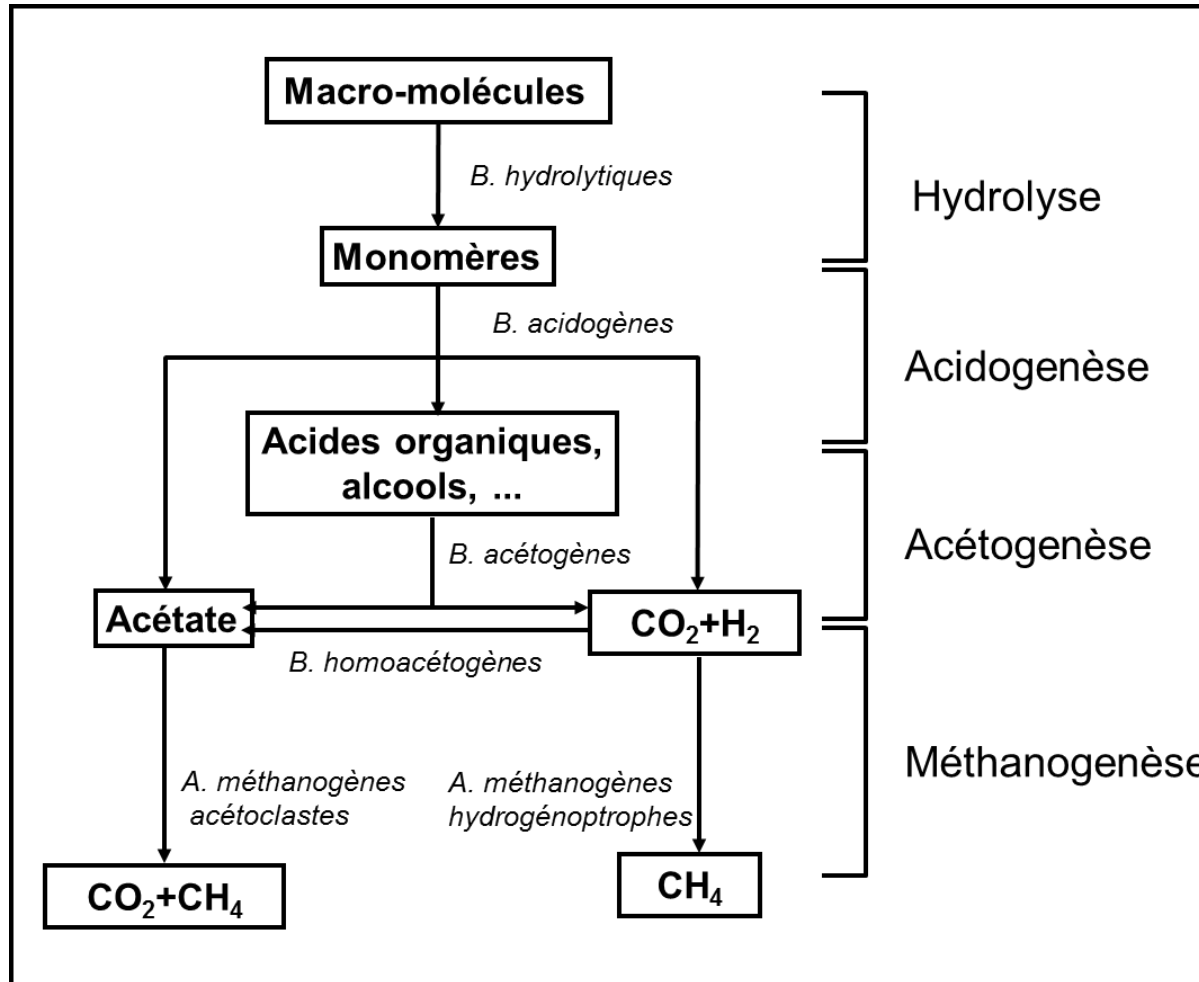 Macro-molécules
B. hydrolytiques
Hydrolyse
Monomères
B. acidogènes
Acidogenèse
Acides organiques,
alcools, ...
B. acétogènes
Acétogenèse
Acétate
CO₂+H₂
B. homoacétogènes
A. méthanogènes
acétoclastes
A. méthanogènes
hydrogénoptrophes
Méthanogenèse
CO₂+CH₄
CH₄